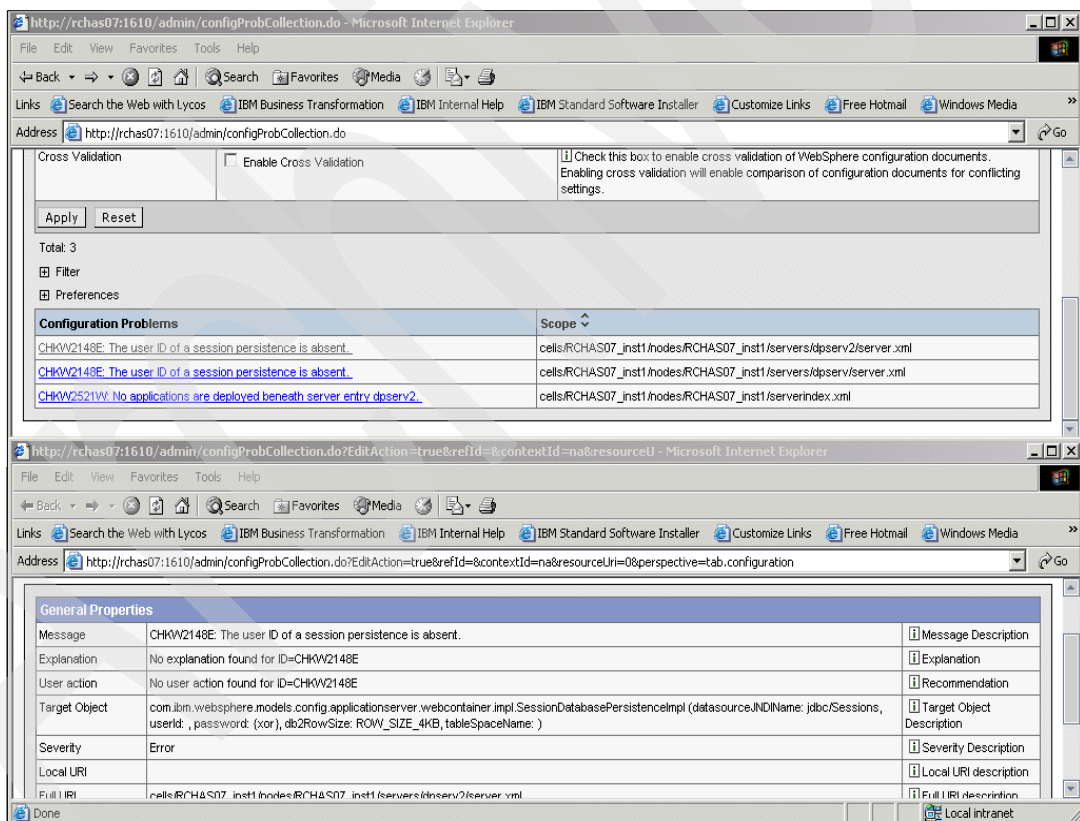 http://rchas07:1610/admin/configProbCollection.do - Microsoft Internet Explorer
File Edit View Favorites Tools Help
Back Search Favorites Media
Links Search the Web with Lycos IBM Business Transformation IBM Internal Help IBM Standard Software Installer Customize Links Free Hotmail Windows Media »
Address http://rchas07:1610/admin/configProbCollection.do Go
Cross Validation Enable Cross Validation Check this box to enable cross validation of WebSphere configuration documents.
Enabling cross validation will enable comparison of configuration documents for conflicting
settings.
Apply Reset
Total: 3
Filter
Preferences
Configuration Problems Scope
CHKW2148E: The user ID of a session persistence is absent. cells/RCHAS07_inst1/nodes/RCHAS07_inst1/servers/dpserv2/server.xml
CHKW2148E: The user ID of a session persistence is absent. cells/RCHAS07_inst1/nodes/RCHAS07_inst1/servers/dpserv/server.xml
CHKW2521W: No applications are deployed beneath server entry dpserv2. cells/RCHAS07_inst1/nodes/RCHAS07_inst1/serverindex.xml
http://rchas07:1610/admin/configProbCollection.do?EditAction=true&refId=&contextId=na&resourceU - Microsoft Internet Explorer
File Edit View Favorites Tools Help
Back Search Favorites Media
Links Search the Web with Lycos IBM Business Transformation IBM Internal Help IBM Standard Software Installer Customize Links Free Hotmail Windows Media »
Address http://rchas07:1610/admin/configProbCollection.do?EditAction=true&refId=&contextId=na&resourceUri=0&perspective=tab.configuration Go
General Properties
Message CHKW2148E: The user ID of a session persistence is absent. Message Description
Explanation No explanation found for ID=CHKW2148E Explanation
User action No user action found for ID=CHKW2148E Recommendation
Target Object com.ibm.websphere.models.config.applicationserver.webcontainer.impl.SessionDatabasePersistenceImpl (datasourceJNDIName: jdbc/Sessions, Target Object
userId: , password: {xor}, db2RowSize: ROW_SIZE_4KB, tableSpaceName: ) Description
Severity Error Severity Description
Local URI Local URI description
Full URI cells/RCHAS07_inst1/nodes/RCHAS07_inst1/servers/dpserv2/server.xml Full URI description
Done Local intranet